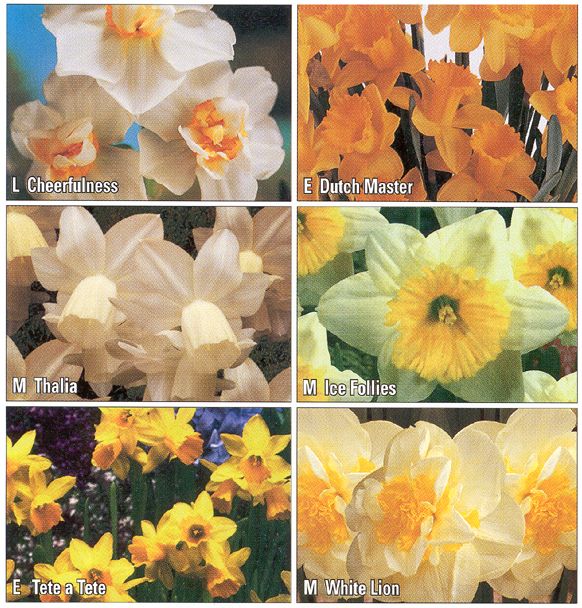 L Cheerfulness
E Dutch Master
M Thalia
M Ice Follies
E Tete a Tete
M White Lion